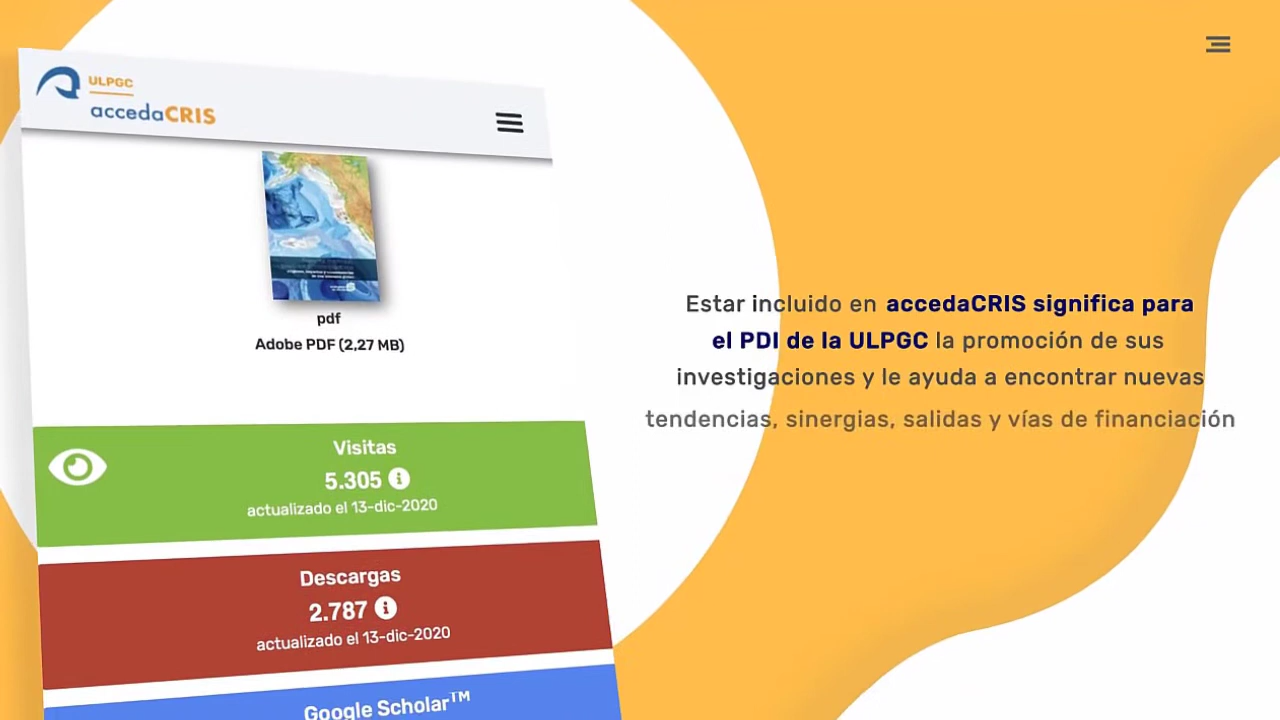 ULPGC
accedaCRIS
pdf
Adobe PDF (2,27 MB)
Visitas
5.305
actualizado el 13-dic-2020
Descargas
2.787
actualizado el 13-dic-2020
Google Scholar™
Estar incluido en accedaCRIS significa para
el PDI de la ULPGC la promoción de sus
investigaciones y le ayuda a encontrar nuevas
tendencias, sinergias, salidas y vías de financiación